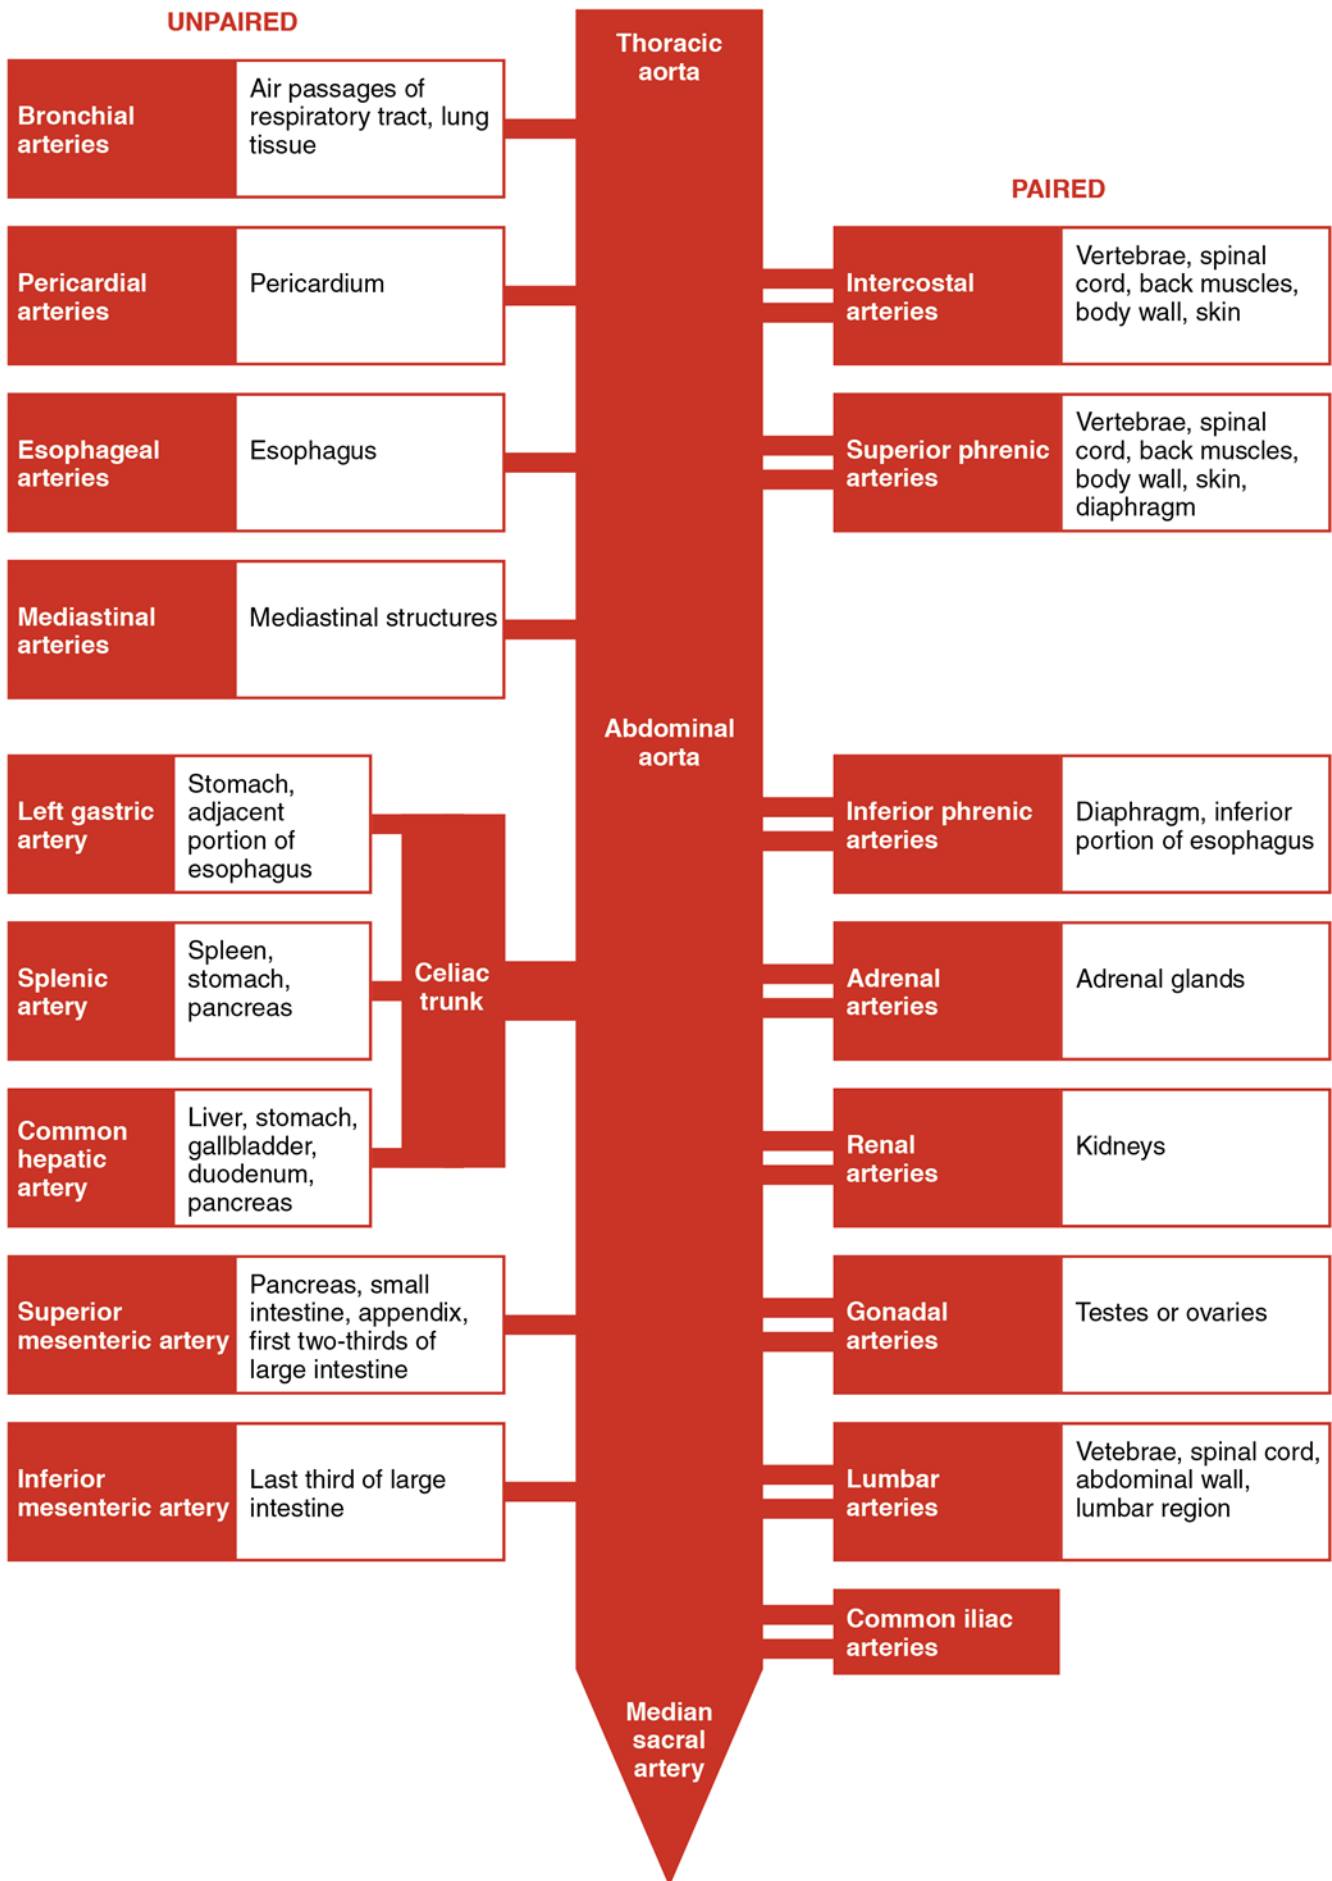 UNPAIRED
Thoracic
aorta
Bronchial
arteries
Air passages of
respiratory tract, lung
tissue
PAIRED
Pericardial
arteries
Pericardium
Intercostal
arteries
Vertebrae, spinal
cord, back muscles,
body wall, skin
Esophageal
arteries
Esophagus
Superior phrenic
arteries
Vertebrae, spinal
cord, back muscles,
body wall, skin,
diaphragm
Mediastinal
arteries
Mediastinal structures
Abdominal
aorta
Left gastric
artery
Stomach,
adjacent
portion of
esophagus
Inferior phrenic
arteries
Diaphragm, inferior
portion of esophagus
Splenic
artery
Spleen,
stomach,
pancreas
Celiac
trunk
Adrenal
arteries
Adrenal glands
Common
hepatic
artery
Liver, stomach,
gallbladder,
duodenum,
pancreas
Renal
arteries
Kidneys
Superior
mesenteric artery
Pancreas, small
intestine, appendix,
first two-thirds of
large intestine
Gonadal
arteries
Testes or ovaries
Inferior
mesenteric artery
Last third of large
intestine
Lumbar
arteries
Vetebrae, spinal cord,
abdominal wall,
lumbar region
Common iliac
arteries
Median
sacral
artery